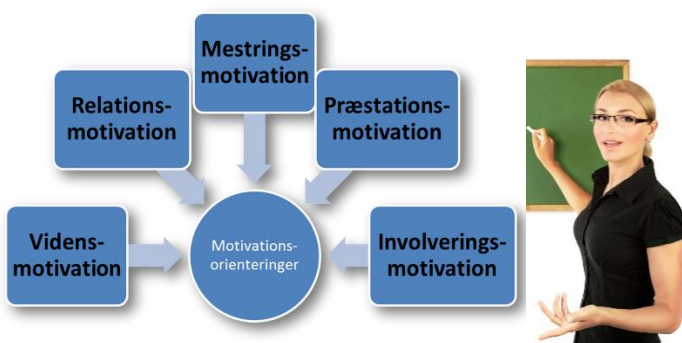 Mestrings-
motivation
Relations-
motivation
Præstations-
motivation
Videns-
motivation
Motivations-
orienteringer
Involverings-
motivation